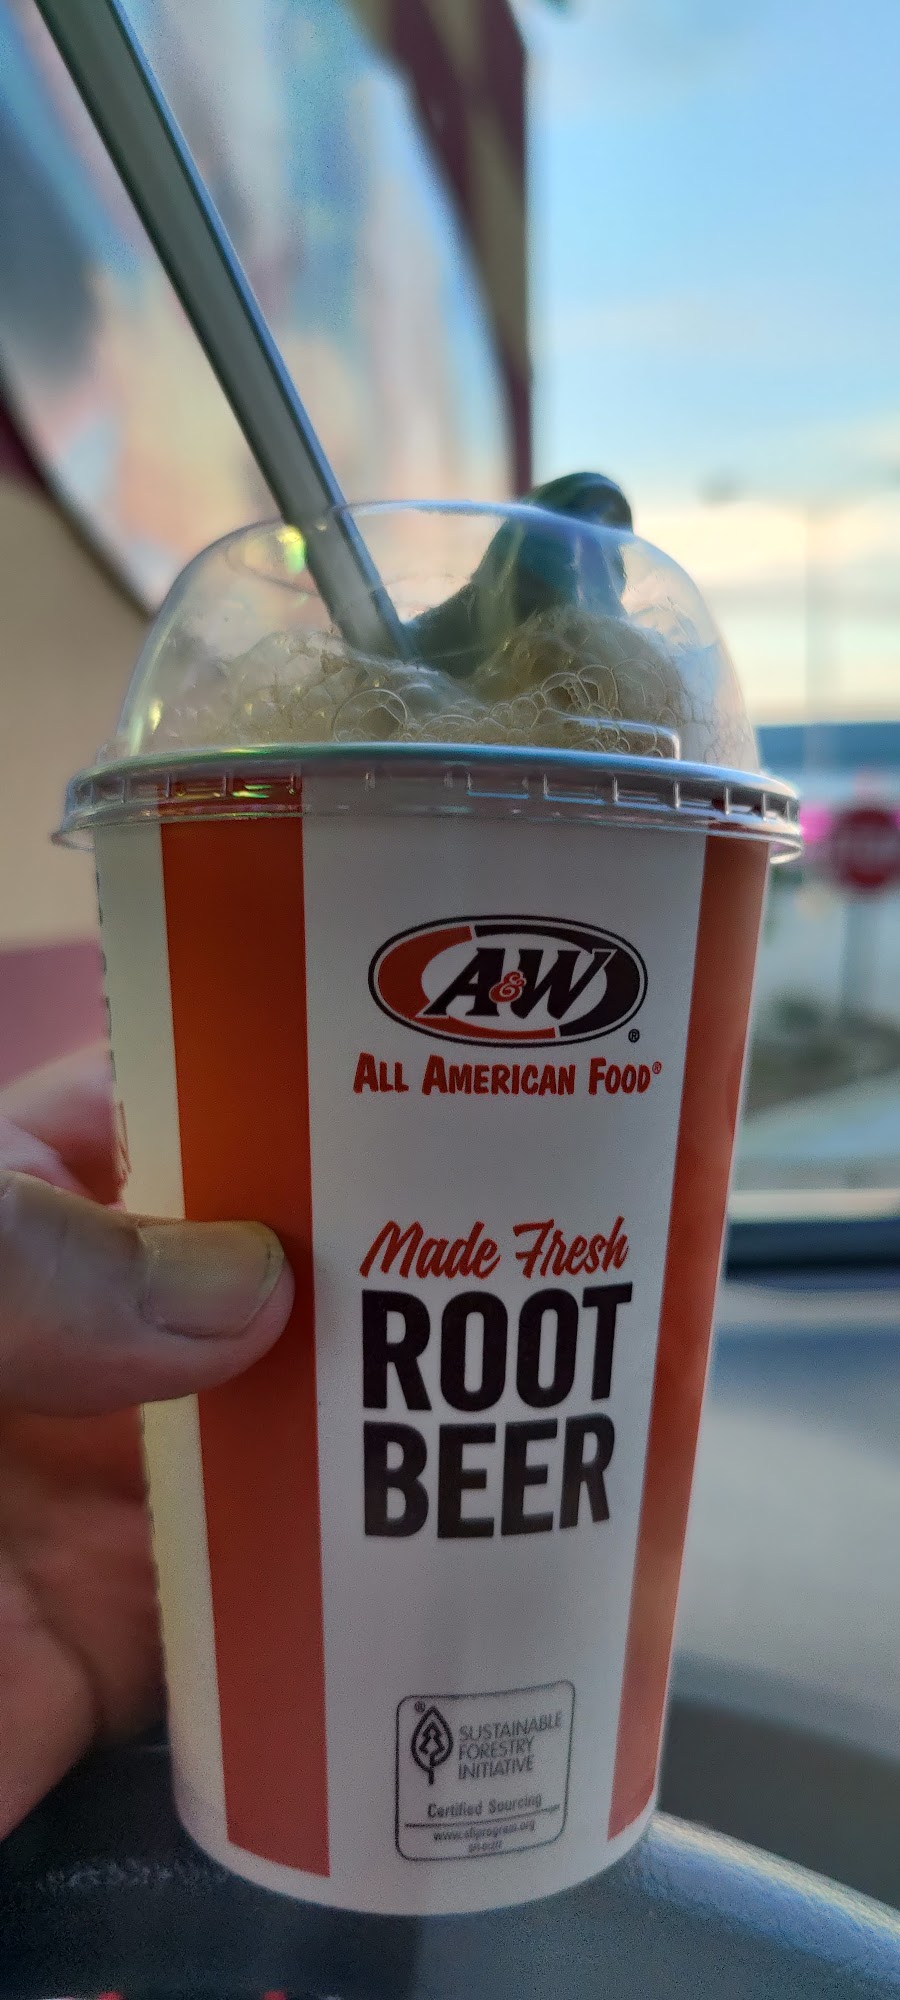 A&W®
ALL AMERICAN FOOD®
Made Fresh
ROOT
BEER
®
SUSTAINABLE
FORESTRY
INITIATIVE
Certified Sourcing
www.sfiprogram.org